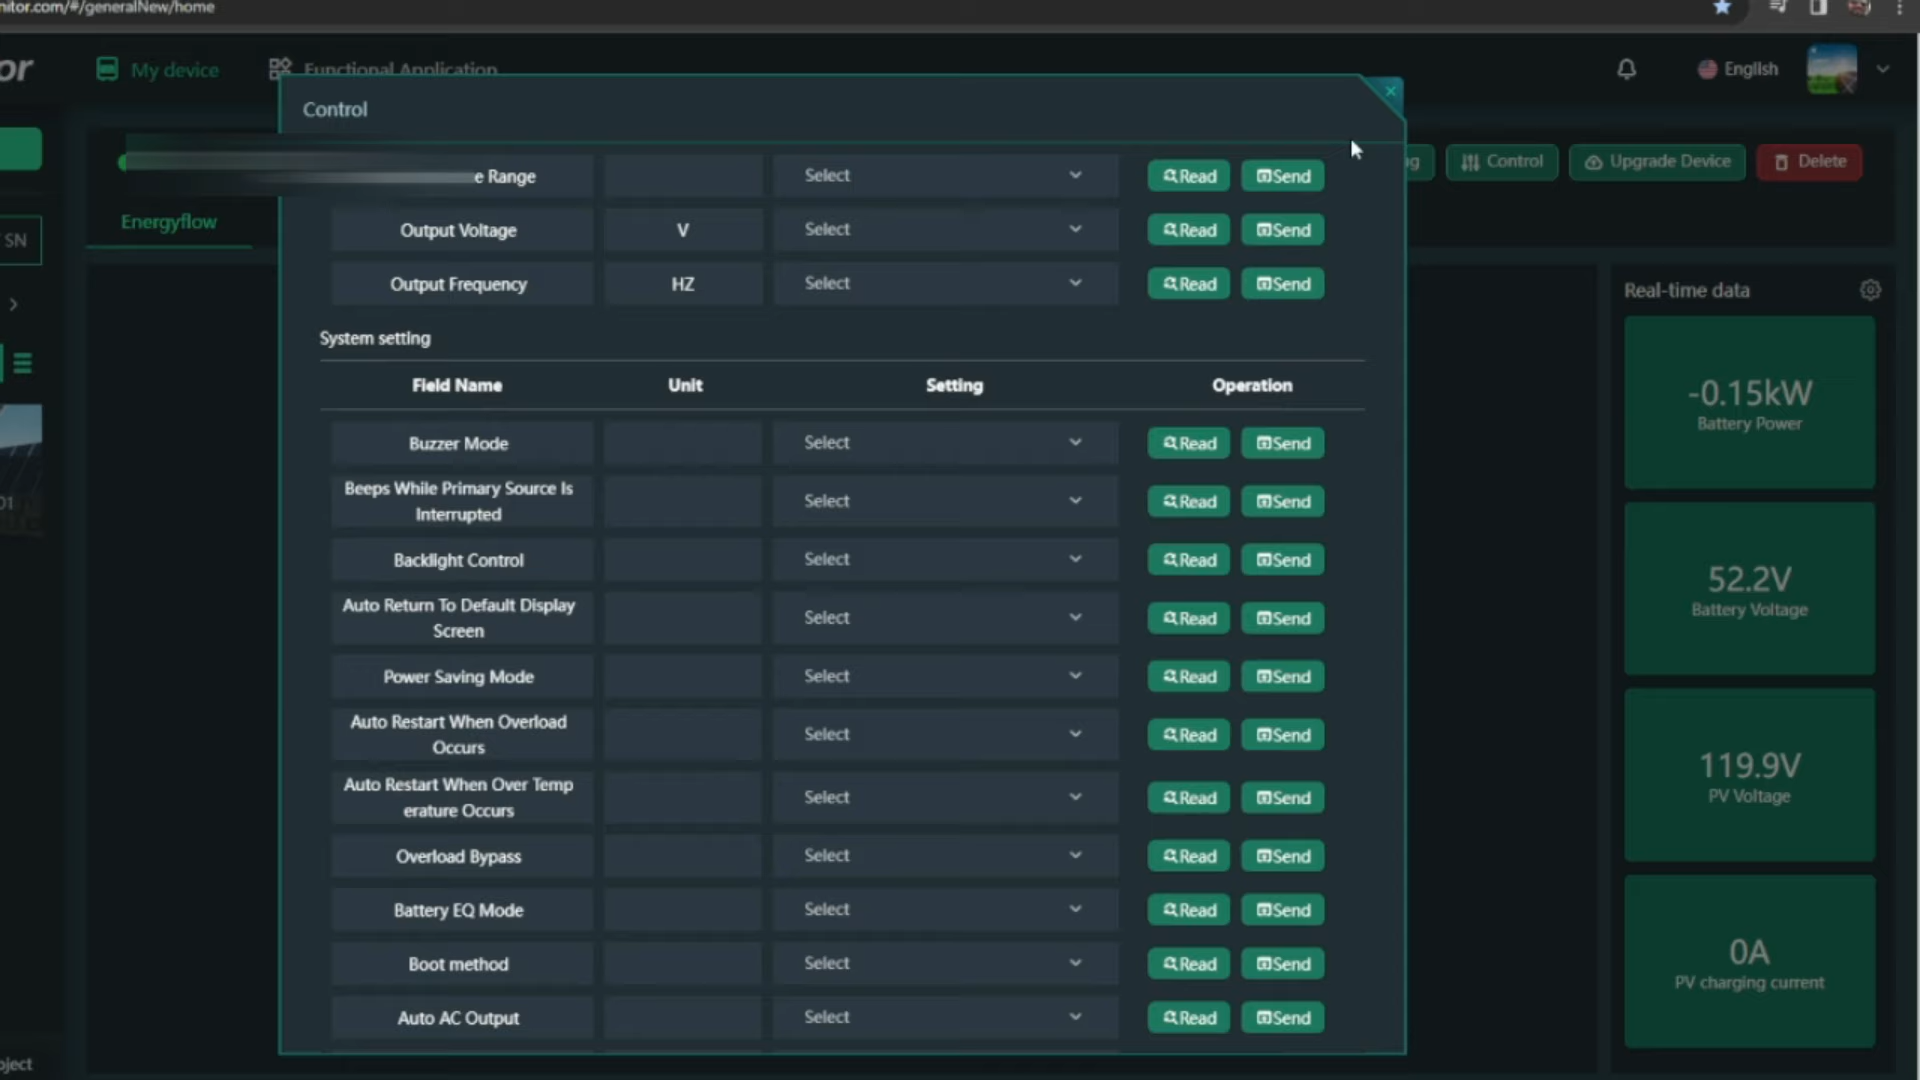 nitor.com/#/generalNew/home
or
My device
Functional Application
English
Control
e Range
Select
Read
Send
ng
Control
Upgrade Device
Delete
Energyflow
SN
Output Voltage
V
Select
Read
Send
Output Frequency
HZ
Select
Read
Send
System setting
Field Name
Unit
Setting
Operation
Buzzer Mode
Select
Read
Send
Beeps While Primary Source Is
Interrupted
Select
Read
Send
Backlight Control
Select
Read
Send
Auto Return To Default Display
Screen
Select
Read
Send
Power Saving Mode
Select
Read
Send
Auto Restart When Overload
Occurs
Select
Read
Send
Auto Restart When Over Temp
erature Occurs
Select
Read
Send
Overload Bypass
Select
Read
Send
Battery EQ Mode
Select
Read
Send
Boot method
Select
Read
Send
Auto AC Output
Select
Read
Send
Real-time data
-0.15kW
Battery Power
52.2V
Battery Voltage
119.9V
PV Voltage
0A
PV charging current
01
oject